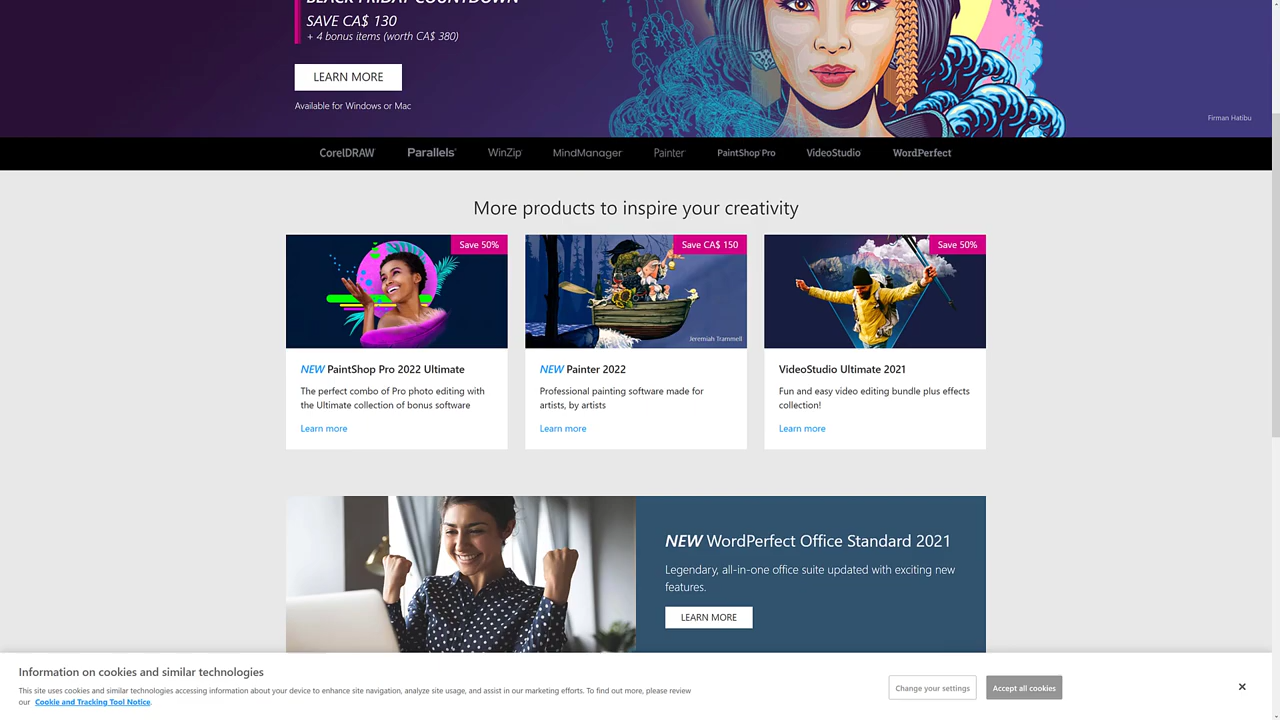 BLACK FRIDAY COUNTDOWN
SAVE CA$ 130
+ 4 bonus items (worth CA$ 380)
LEARN MORE
Available for Windows or Mac
Firman Hatibu
CorelDRAW
Parallels
WinZip
MindManager
Painter
PaintShop Pro
VideoStudio
WordPerfect
More products to inspire your creativity
Save 50%
NEW PaintShop Pro 2022 Ultimate
The perfect combo of Pro photo editing with
the Ultimate collection of bonus software
Learn more
Save CA$ 150
Jeremiah Trammell
NEW Painter 2022
Professional painting software made for
artists, by artists
Learn more
Save 50%
VideoStudio Ultimate 2021
Fun and easy video editing bundle plus effects
collection!
Learn more
NEW WordPerfect Office Standard 2021
Legendary, all-in-one office suite updated with exciting new
features.
LEARN MORE
Information on cookies and similar technologies
This site uses cookies and similar technologies accessing information about your device to enhance site navigation, analyze site usage, and assist in our marketing efforts. To find out more, please review
our Cookie and Tracking Tool Notice.
Change your settings
Accept all cookies